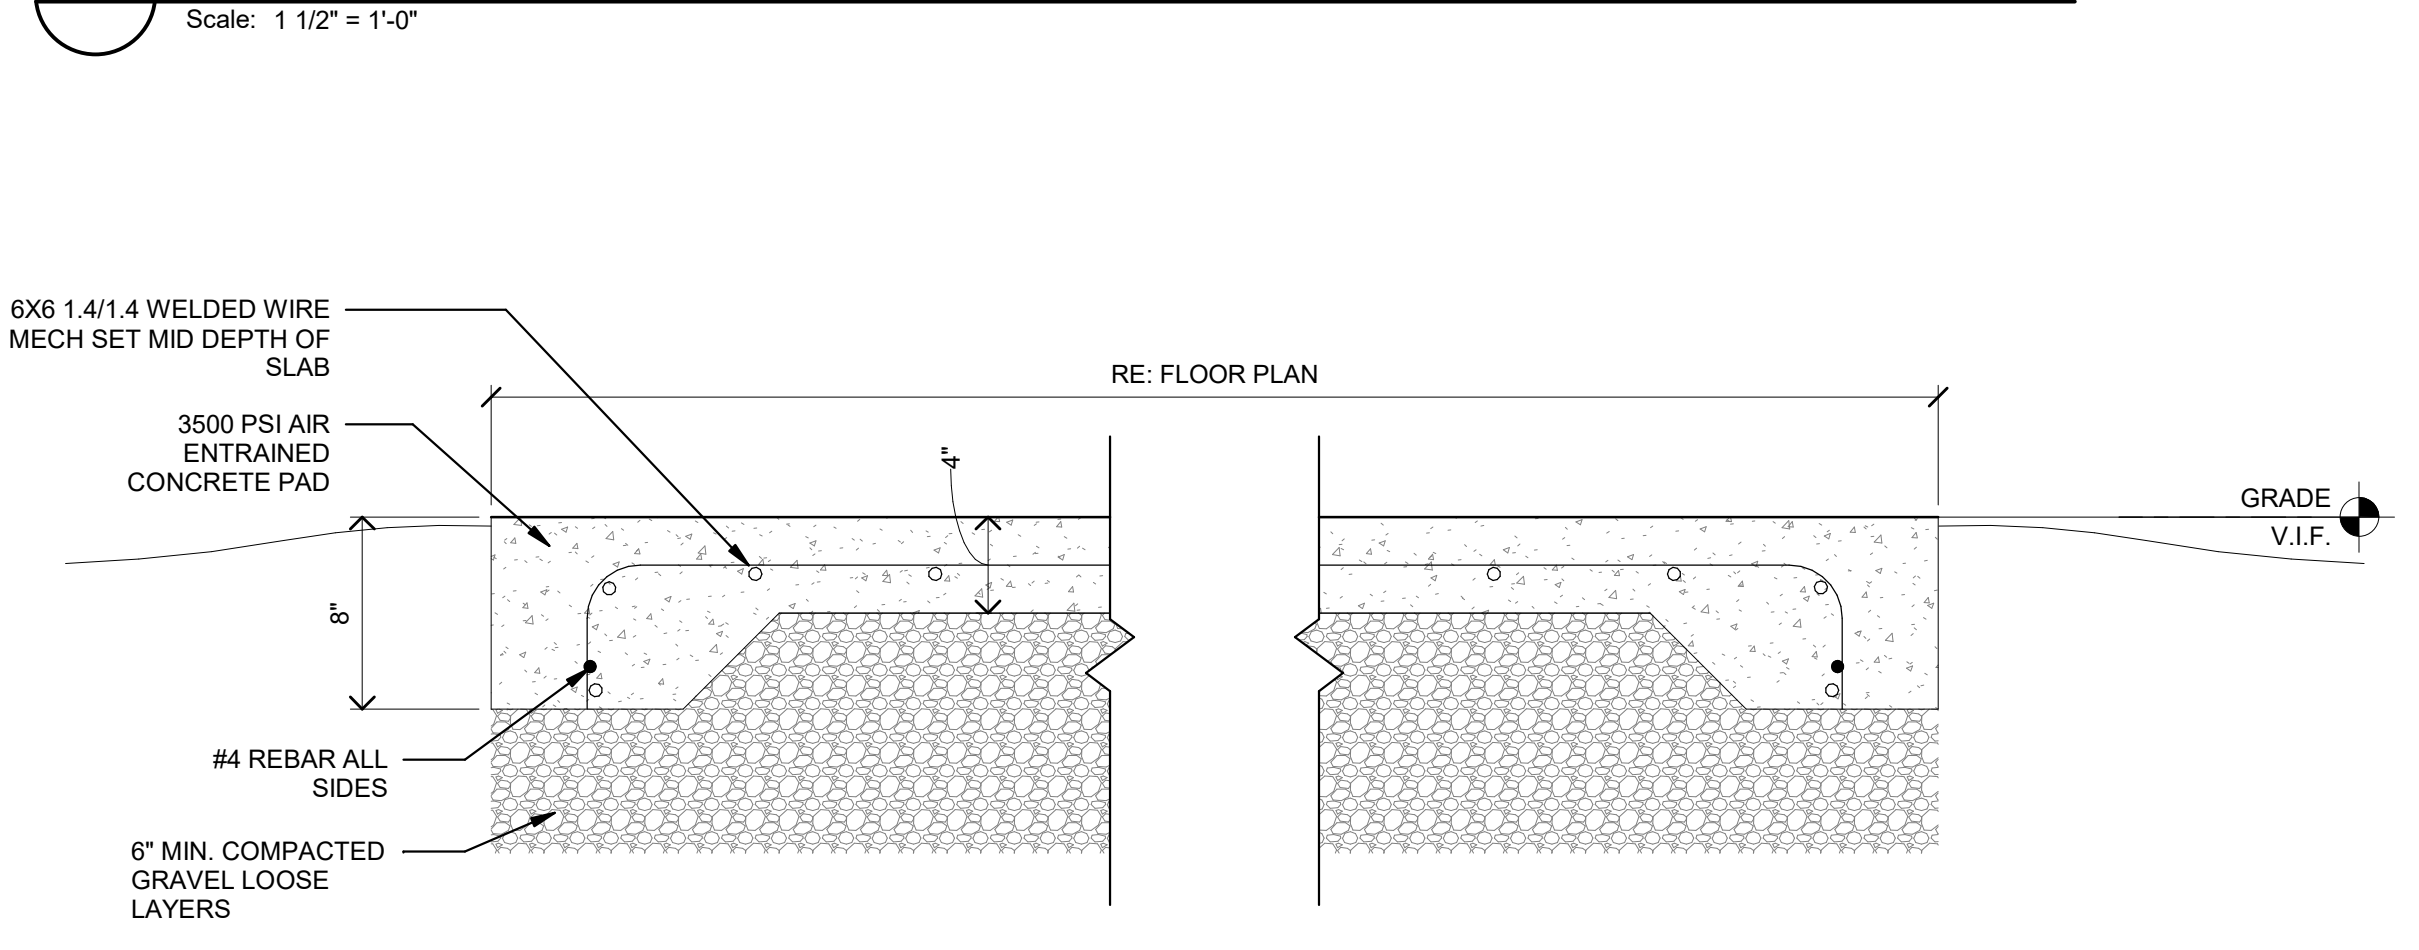 Scale: 1 1/2" = 1'-0"
6X6 1.4/1.4 WELDED WIRE
MECH SET MID DEPTH OF
SLAB
RE: FLOOR PLAN
3500 PSI AIR
ENTRAINED
CONCRETE PAD
4"
GRADE
V.I.F.
8"
#4 REBAR ALL
SIDES
6" MIN. COMPACTED
GRAVEL LOOSE
LAYERS